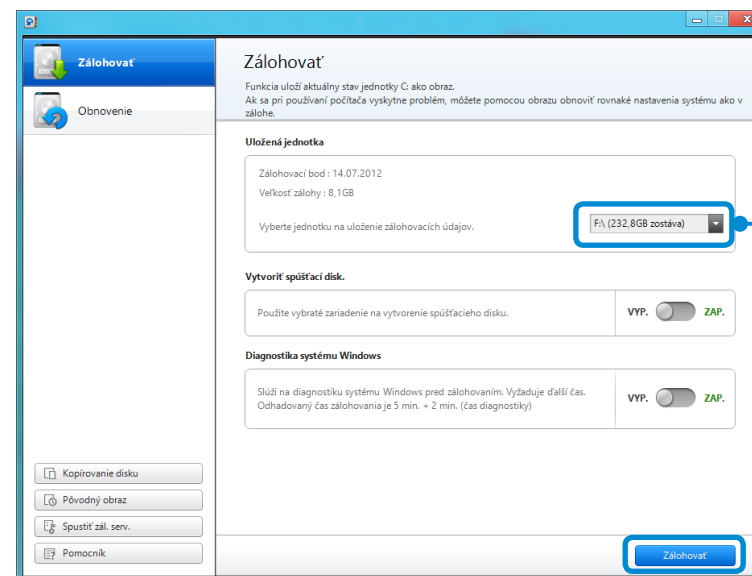 Zálohovať
Obnovenie
Zálohovať
Funkcia uloží aktuálny stav jednotky C: ako obraz.
Ak sa pri používaní počítača vyskytne problém, môžete pomocou obrazu obnoviť rovnaké nastavenia systému ako v
zálohe.
Uložená jednotka
Zálohovací bod : 14.07.2012
Veľkosť zálohy : 8,1GB
Vyberte jednotku na uloženie zálohovacích údajov.
F:\ (232,8GB zostáva)
Vytvoriť spúšťací disk.
Použite vybraté zariadenie na vytvorenie spúšťacieho disku.
VYP. ZAP.
Diagnostika systému Windows
Slúži na diagnostiku systému Windows pred zálohovaním. Vyžaduje ďalší čas.
Odhadovaný čas zálohovania je 5 min. + 2 min. (čas diagnostiky)
VYP. ZAP.
Kopírovanie disku
Pôvodný obraz
Spustiť zál. serv.
Pomocník
Zálohovať